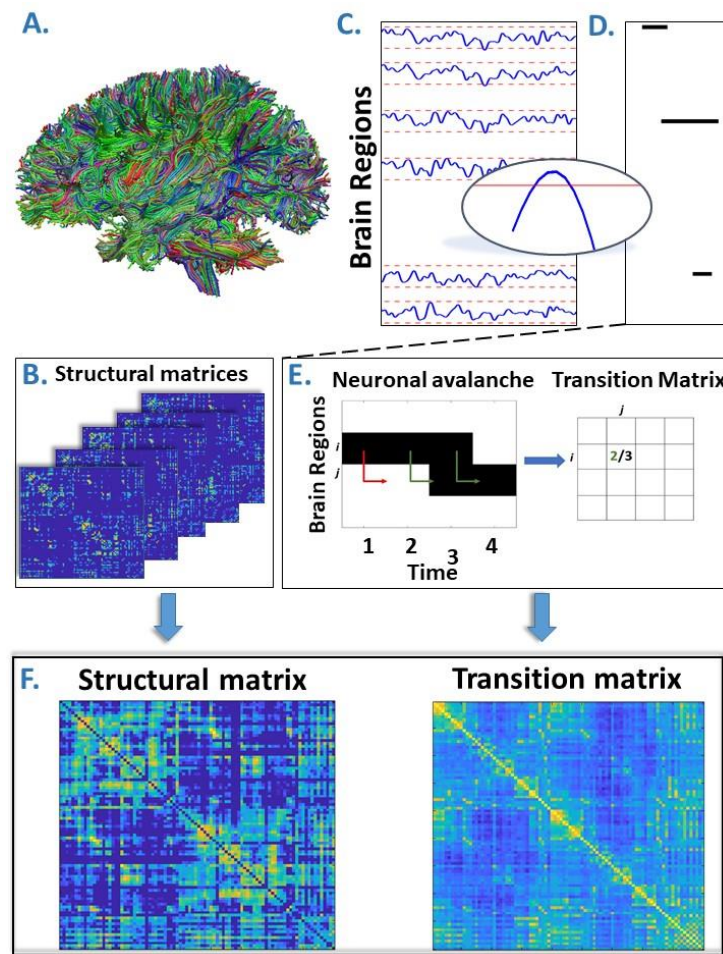 A.
C.
D.
Brain Regions
B. Structural matrices
E. Neuronal avalanche
Transition Matrix
Brain Regions
i
j
1 2 3 4
Time
j
i
2/3
F. Structural matrix
Transition matrix